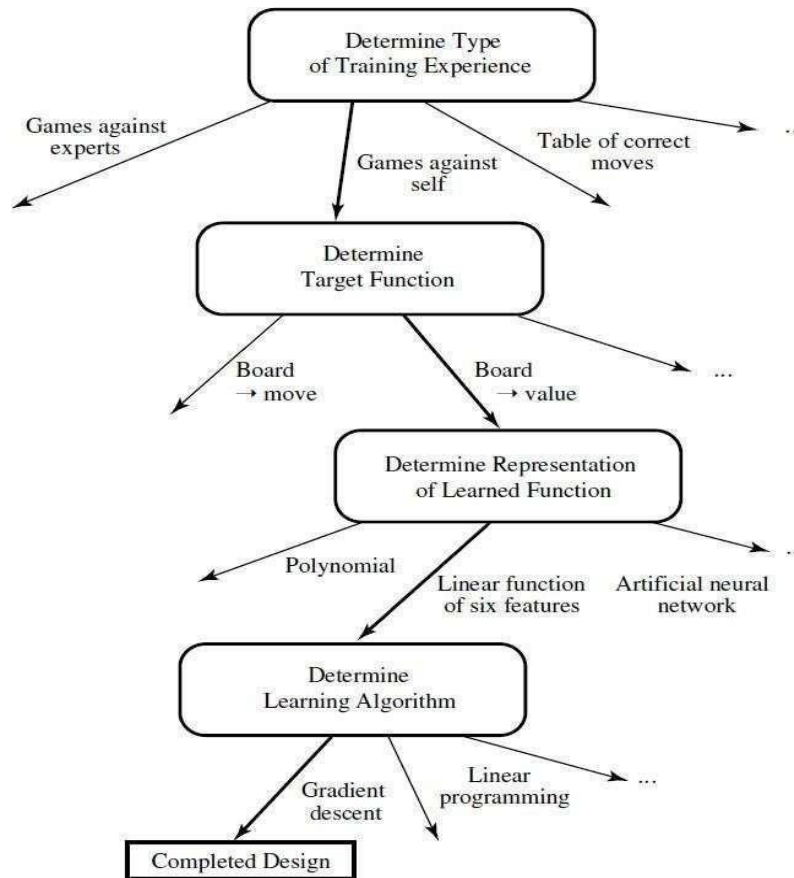 Determine Type
of Training Experience
Games against
experts
Games against
self
Table of correct
moves
...
Determine
Target Function
Board
→ move
Board
→ value
...
Determine Representation
of Learned Function
Polynomial
Linear function
of six features
Artificial neural
network
...
Determine
Learning Algorithm
Gradient
descent
Linear
programming
...
Completed Design